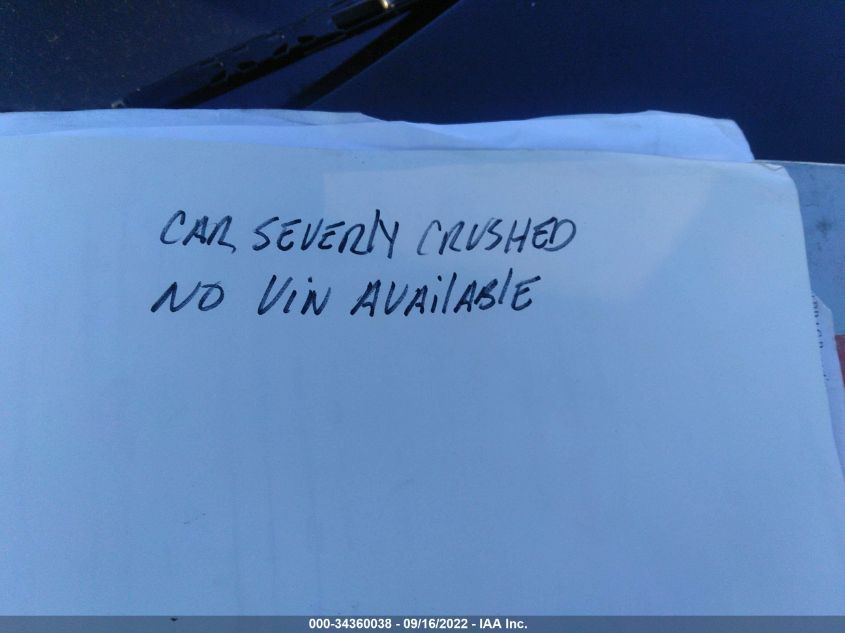 CAR SEVERLY CRUSHED
NO VIN AVAILABLE
000-34360038 - 09/16/2022 - IAA Inc.